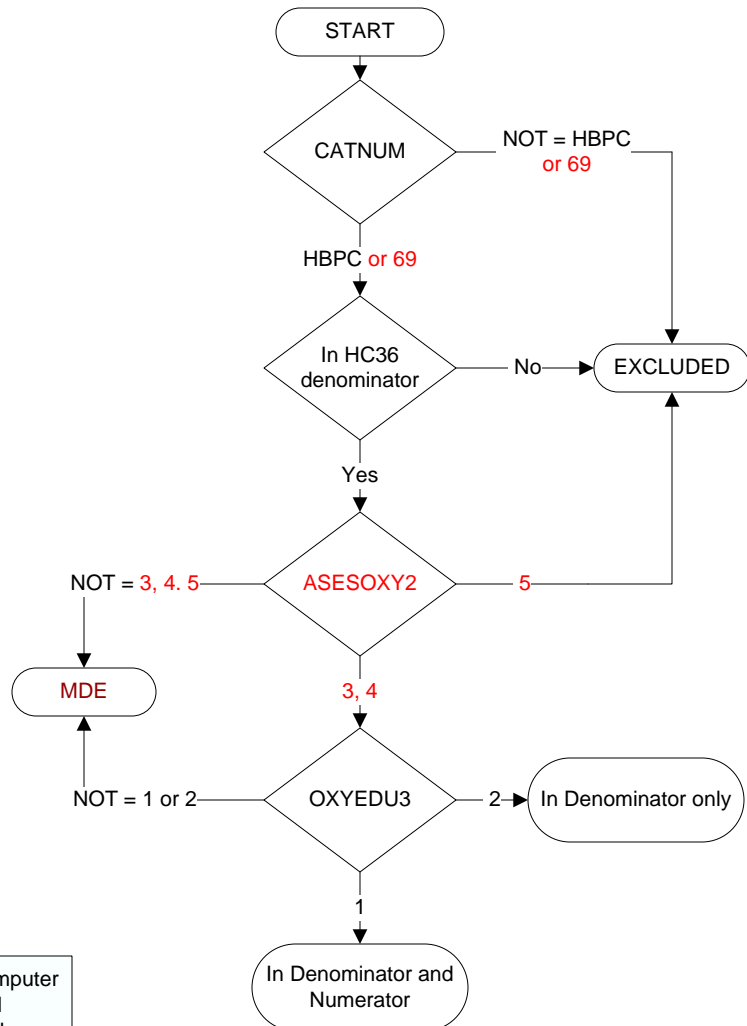 START
CATNUM
NOT = HBPC
or 69
HBPC or 69
In HC36
denominator
No
EXCLUDED
Yes
NOT = 3, 4. 5
ASESOXY2
5
MDE
3, 4
NOT = 1 or 2
OXYEDU3
2
In Denominator only
1
In Denominator and
Numerator